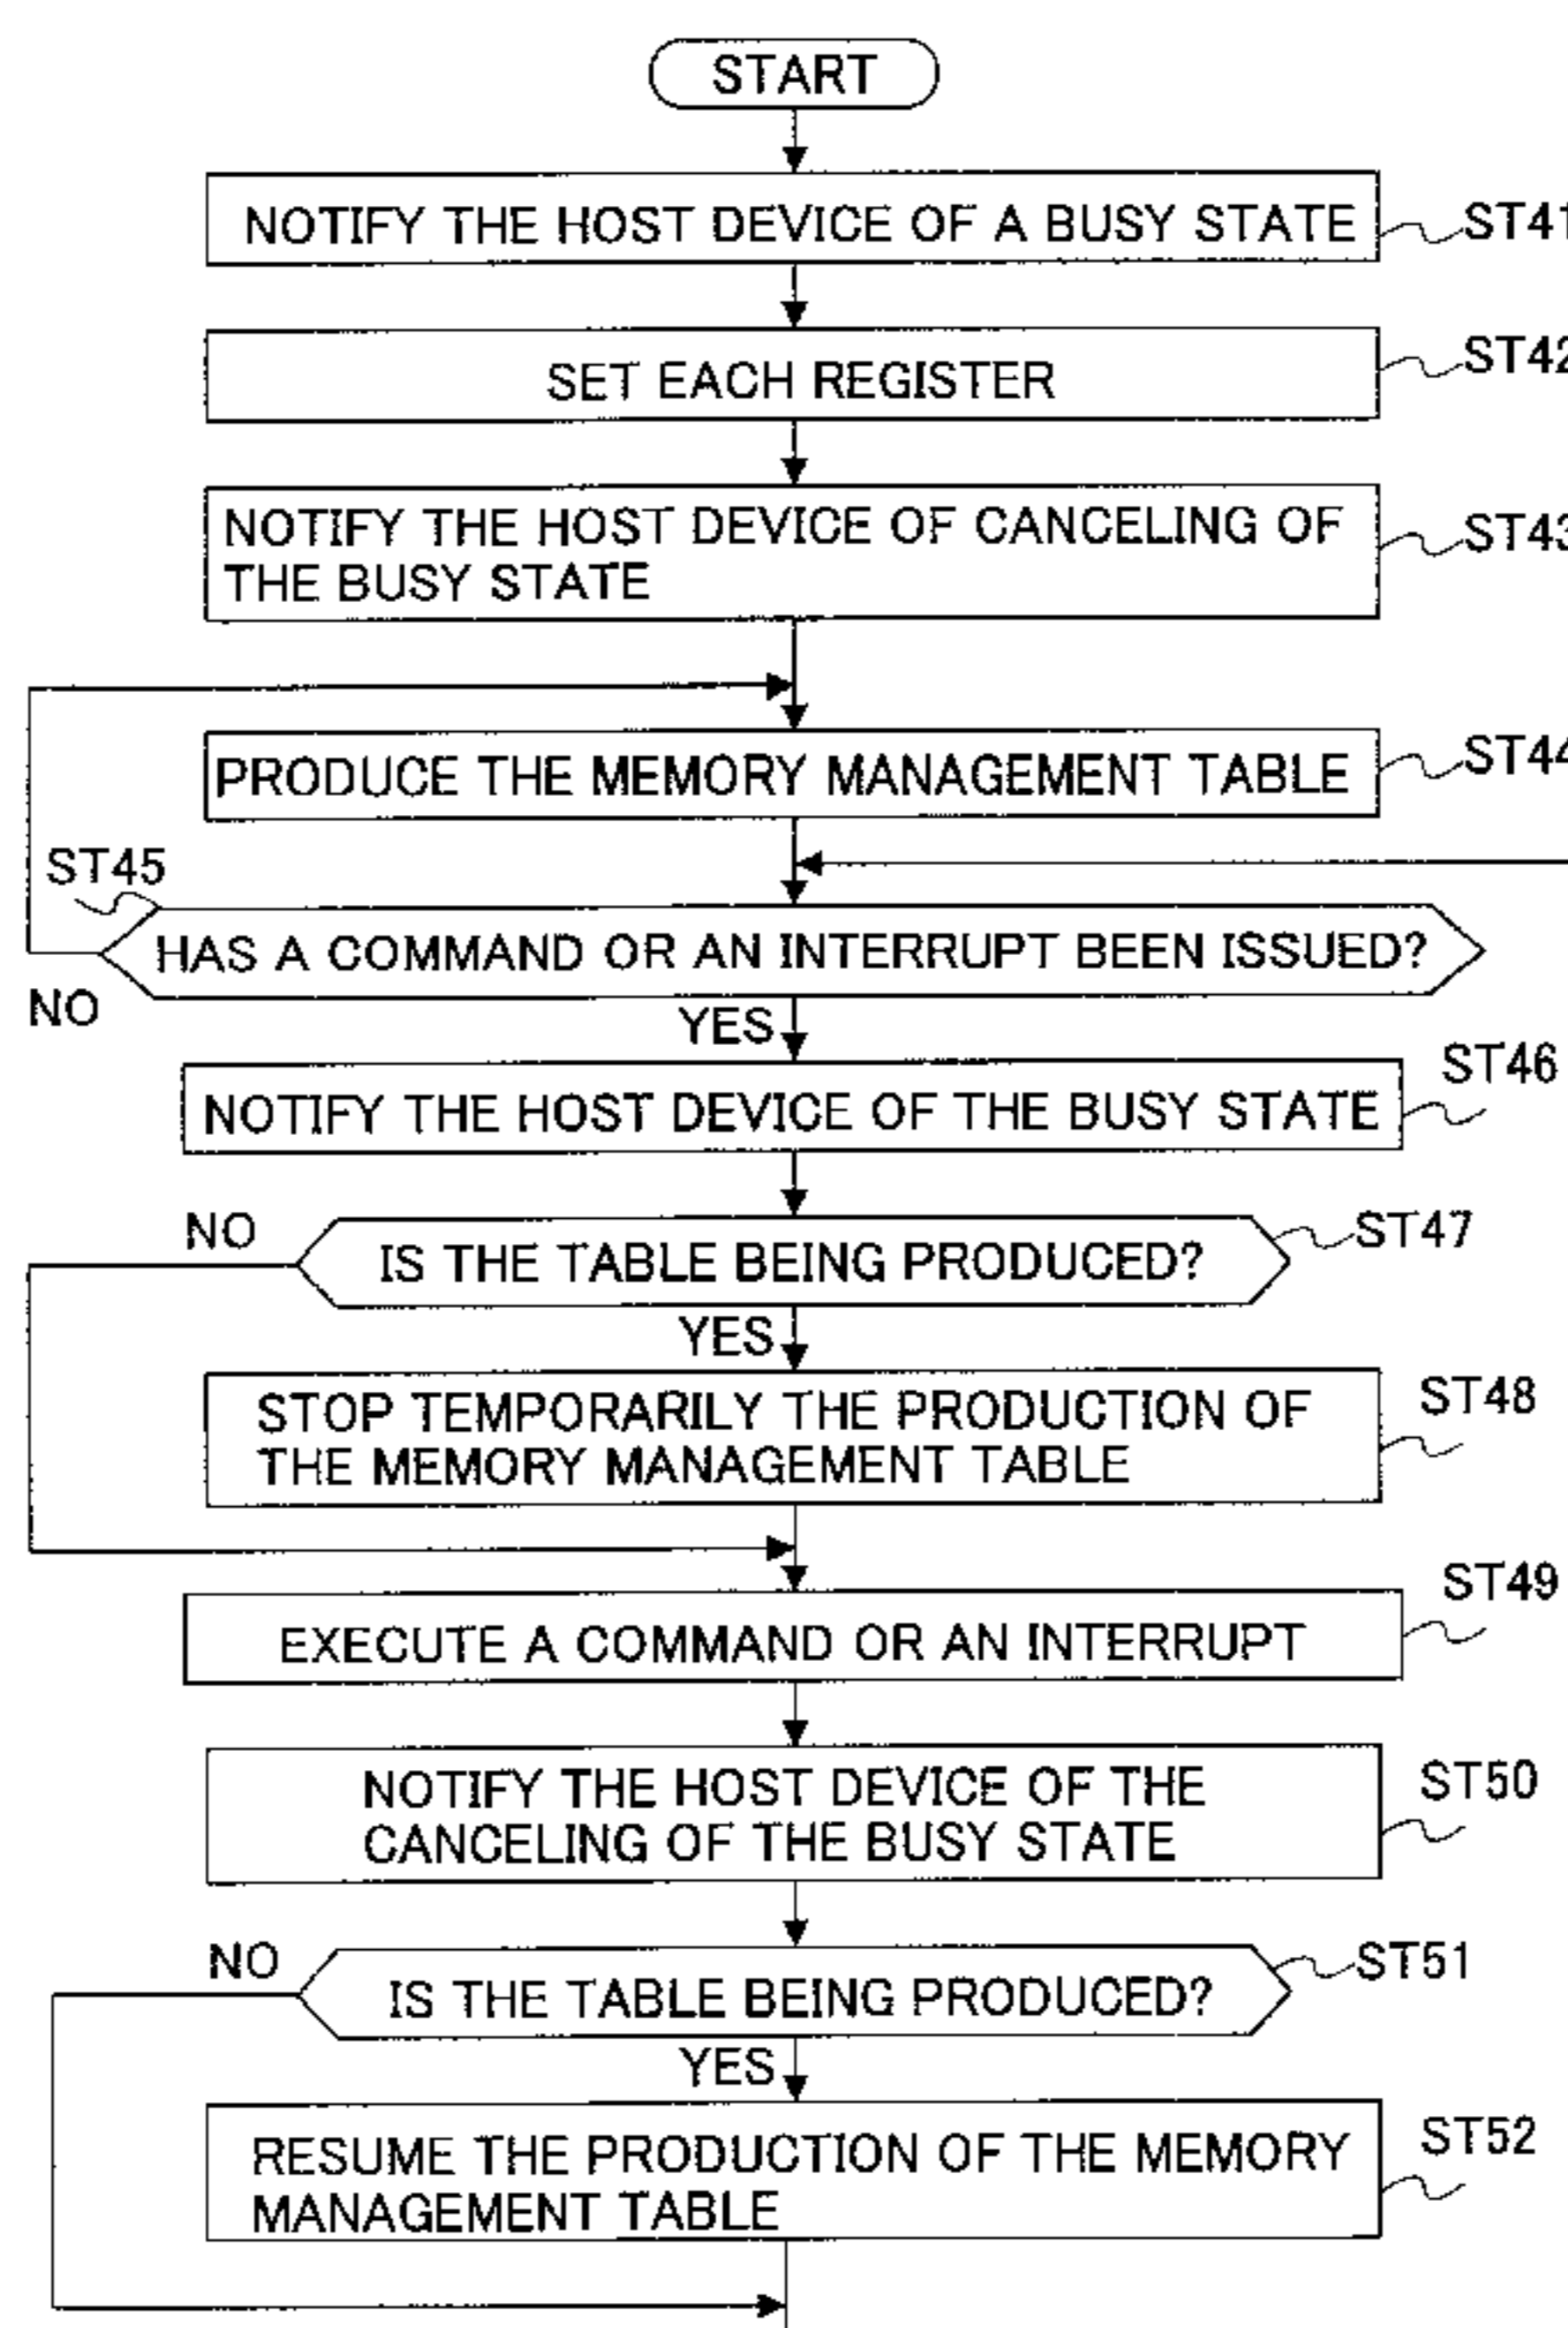 START
NOTIFY THE HOST DEVICE OF A BUSY STATE
ST41
SET EACH REGISTER
ST42
NOTIFY THE HOST DEVICE OF CANCELING OF
THE BUSY STATE
ST43
PRODUCE THE MEMORY MANAGEMENT TABLE
ST44
ST45
HAS A COMMAND OR AN INTERRUPT BEEN ISSUED?
NO
YES
NOTIFY THE HOST DEVICE OF THE BUSY STATE
ST46
NO
IS THE TABLE BEING PRODUCED?
ST47
YES
STOP TEMPORARILY THE PRODUCTION OF
THE MEMORY MANAGEMENT TABLE
ST48
EXECUTE A COMMAND OR AN INTERRUPT
ST49
NOTIFY THE HOST DEVICE OF THE
CANCELING OF THE BUSY STATE
ST50
NO
IS THE TABLE BEING PRODUCED?
ST51
YES
RESUME THE PRODUCTION OF THE MEMORY
MANAGEMENT TABLE
ST52